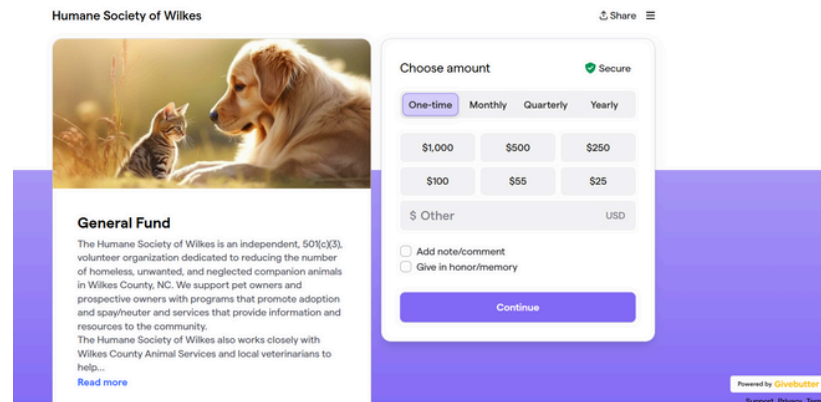 Humane Society of Wilkes
Share
Choose amount
Secure
One-time Monthly Quarterly Yearly
$1,000 $500 $250
$100 $55 $25
$ Other USD
Add note/comment
Give in honor/memory
Continue
General Fund
The Humane Society of Wilkes is an independent, 501(c)(3),
volunteer organization dedicated to reducing the number
of homeless, unwanted, and neglected companion animals
in Wilkes County, NC. We support pet owners and
prospective owners with programs that promote adoption
and spay/neuter and services that provide information and
resources to the community.
The Humane Society of Wilkes also works closely with
Wilkes County Animal Services and local veterinarians to
help...
Read more
Powered by Givebutter
Support Privacy